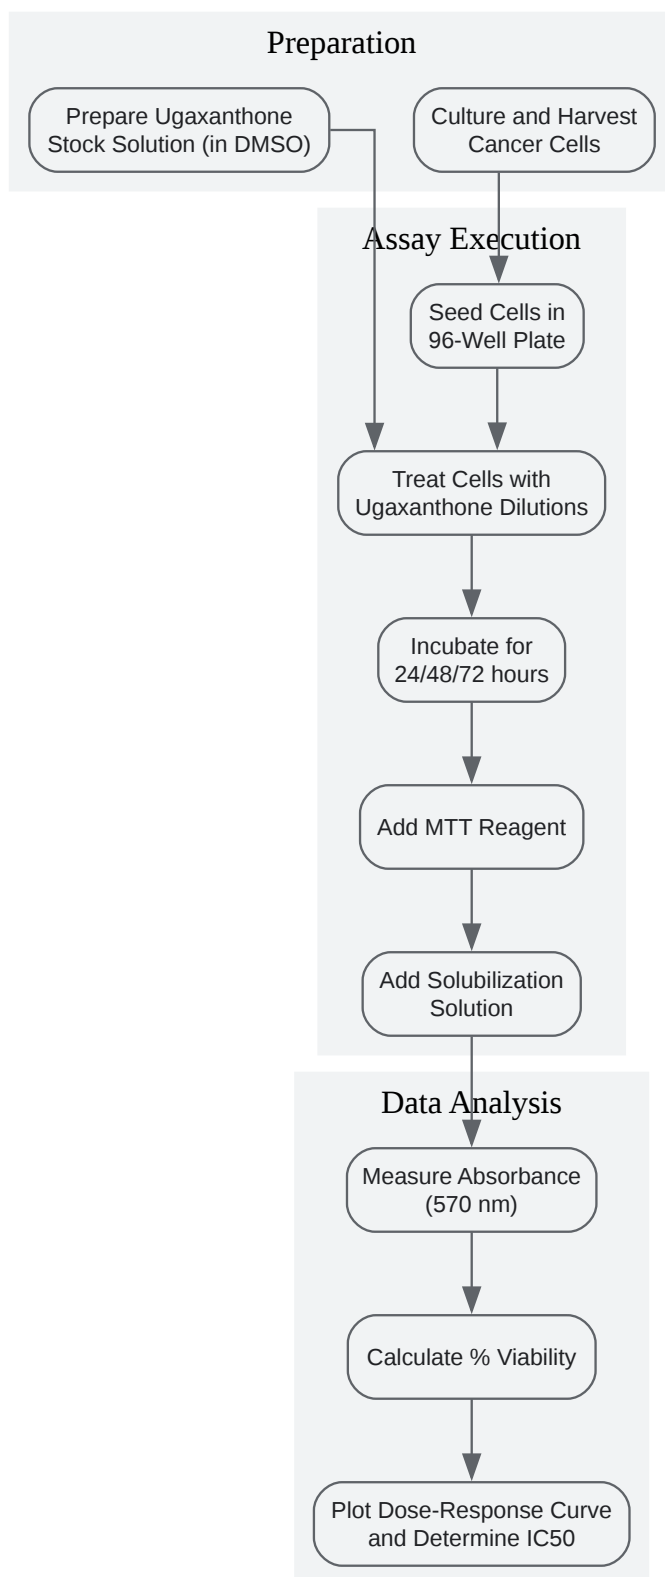 Preparation
Prepare Ugaxanthone
Stock Solution (in DMSO)
Culture and Harvest
Cancer Cells
Assay Execution
Seed Cells in
96-Well Plate
Treat Cells with
Ugaxanthone Dilutions
Incubate for
24/48/72 hours
Add MTT Reagent
Add Solubilization
Solution
Data Analysis
Measure Absorbance
(570 nm)
Calculate % Viability
Plot Dose-Response Curve
and Determine IC50